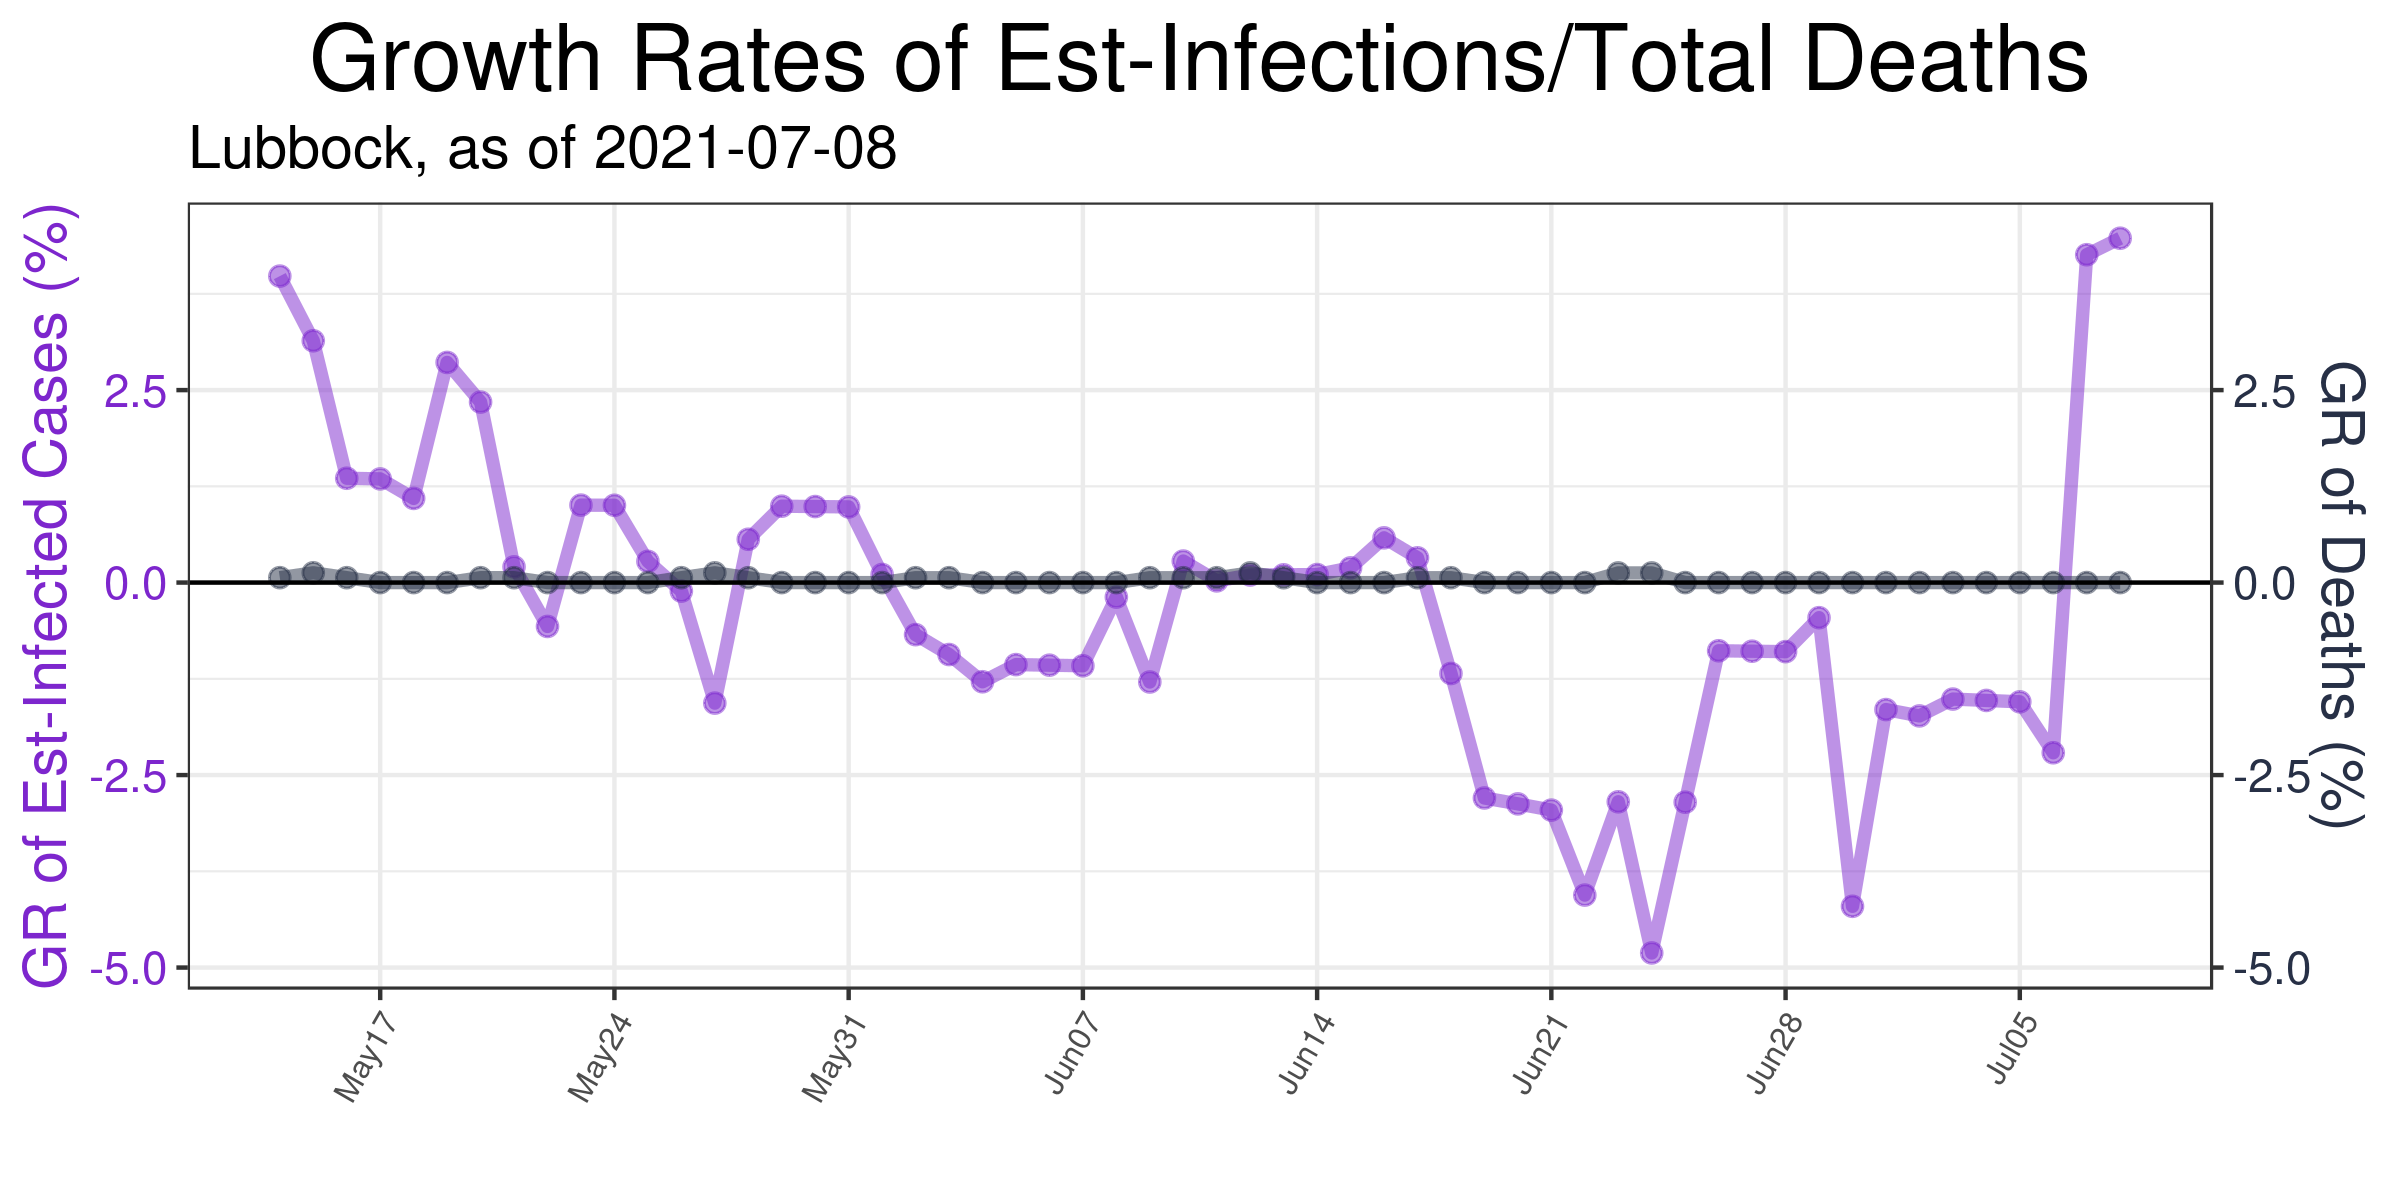 Growth Rates of Est-Infections/Total Deaths
Lubbock, as of 2021-07-08
GR of Est-Infected Cases (%)
2.5
0.0
-2.5
-5.0
2.5
0.0
-2.5
-5.0
GR of Deaths (%)
May17
May24
May31
Jun07
Jun14
Jun21
Jun28
Jul05